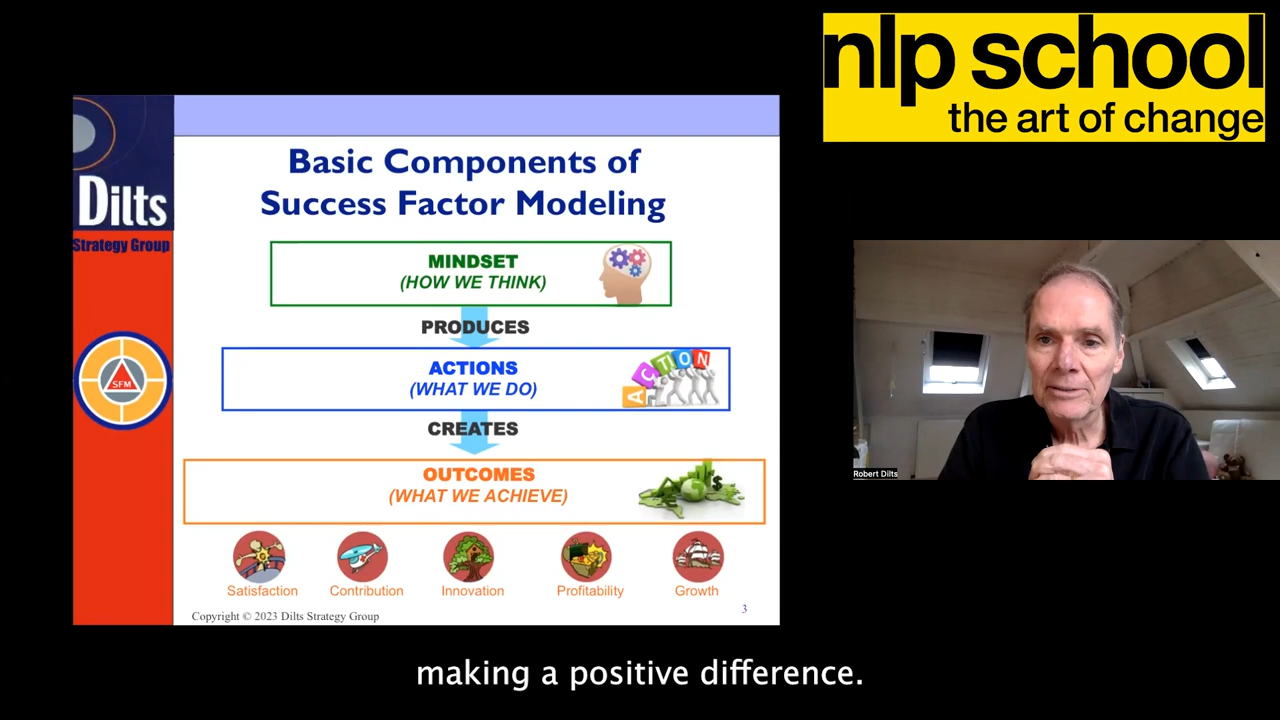 nlp school
the art of change
Dilts
Strategy Group
SFM
Basic Components of
Success Factor Modeling
MINDSET
(HOW WE THINK)
PRODUCES
ACTIONS
(WHAT WE DO)
ACTION
CREATES
OUTCOMES
(WHAT WE ACHIEVE)
$
Satisfaction
Contribution
Innovation
Profitability
Growth
Copyright © 2023 Dilts Strategy Group
3
Robert Dilts
making a positive difference.